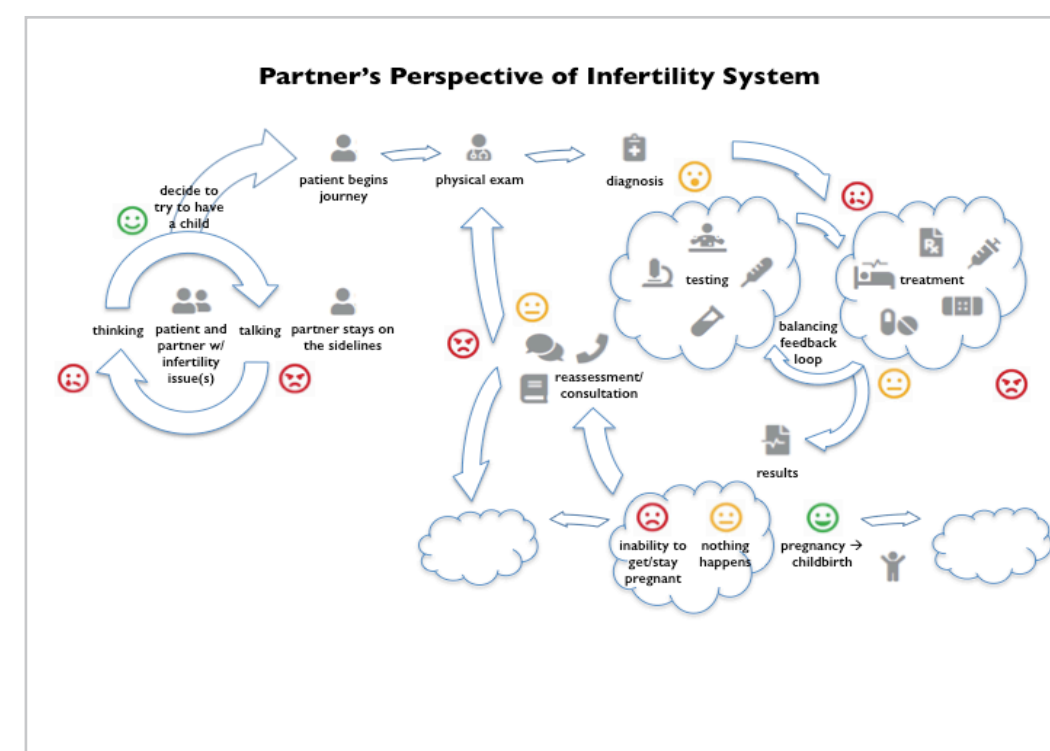 Partner's Perspective of Infertility System
decide to
try to have
a child
patient begins
journey
physical exam
diagnosis
thinking
patient and
partner w/
infertility
issue(s)
talking
partner stays on
the sidelines
testing
treatment
Rx
balancing
feedback
loop
reassessment/
consultation
results
inability to
get/stay
pregnant
nothing
happens
pregnancy →
childbirth